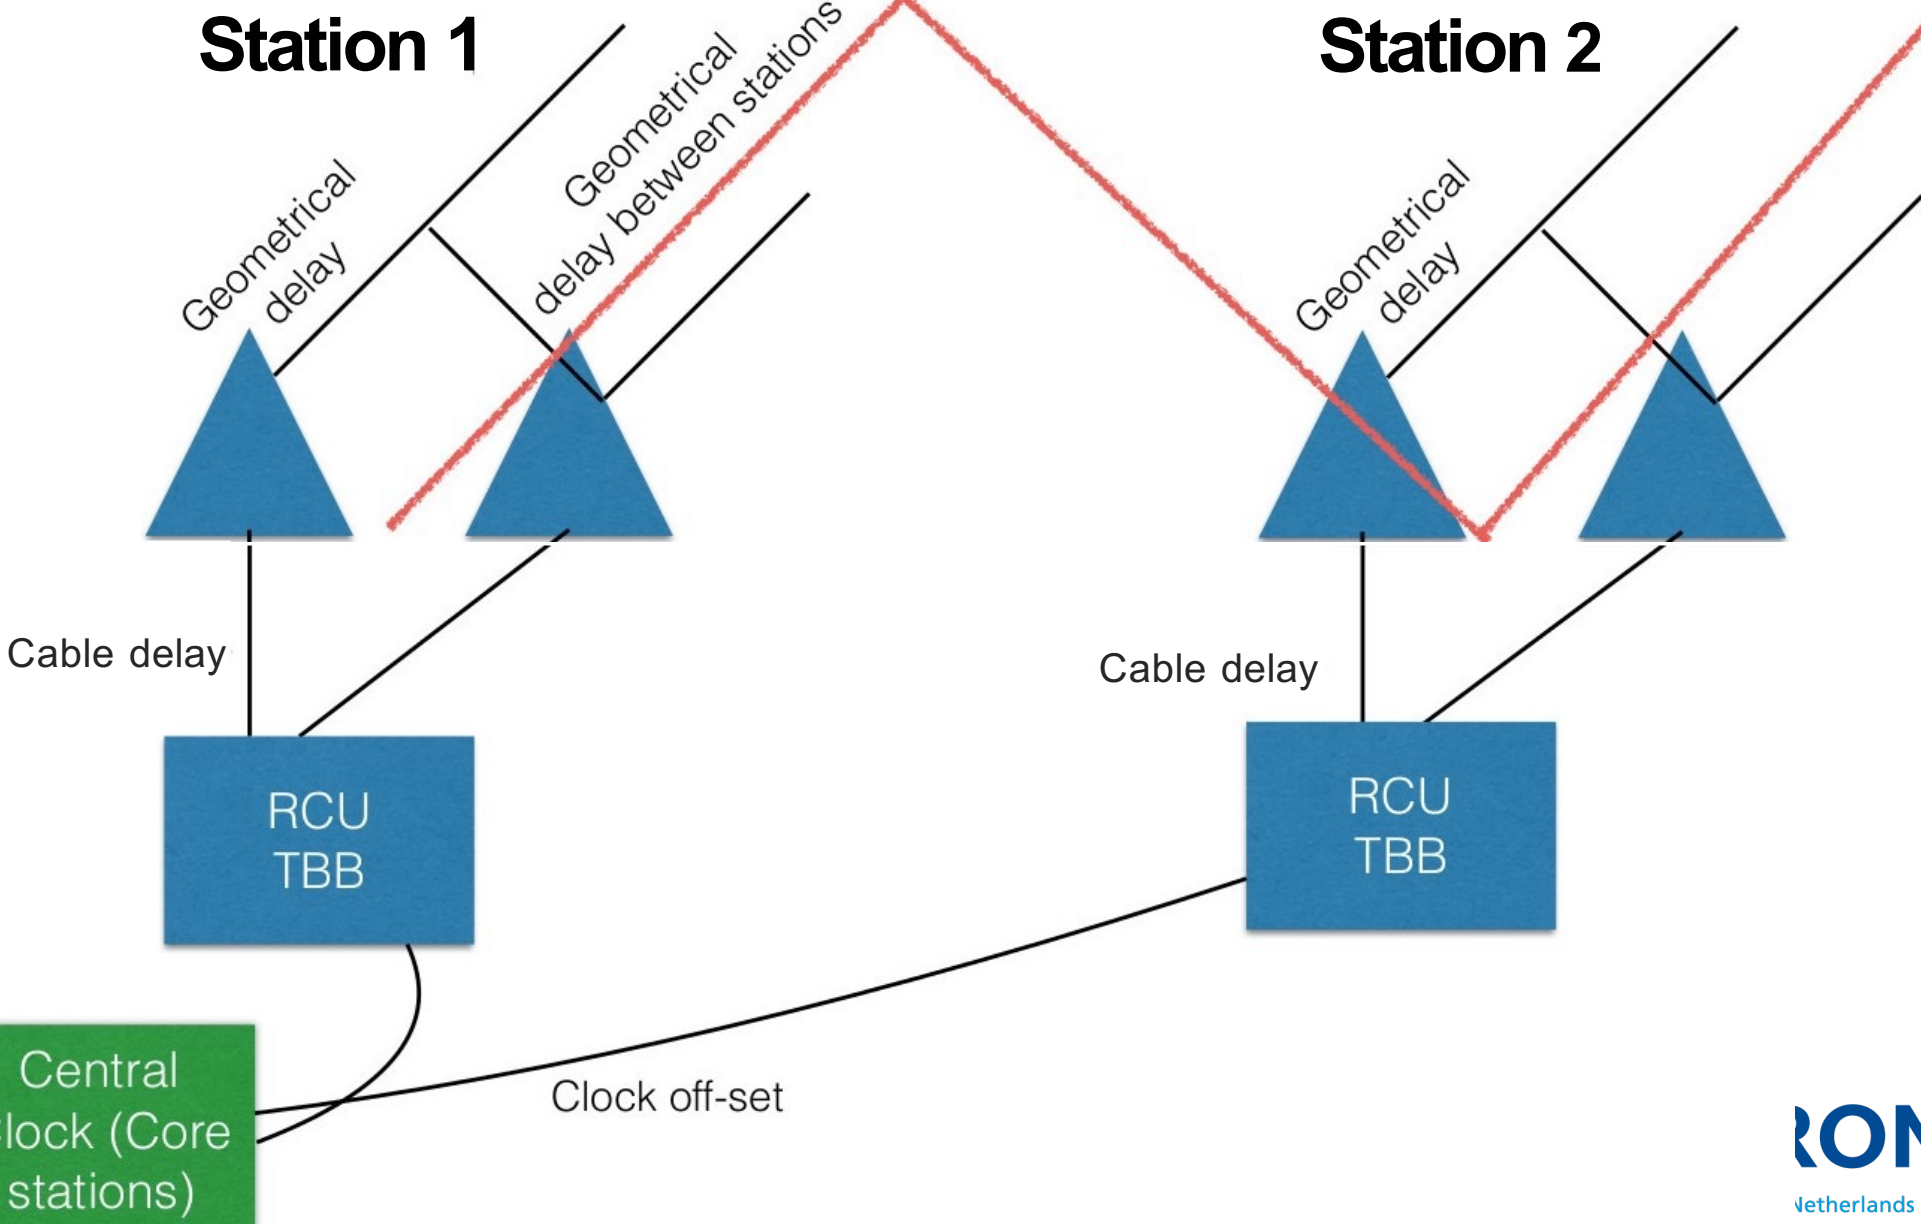 Station 1
Station 2
Geometrical
delay
Geometrical
delay between stations
Geometrical
delay
Cable delay
Cable delay
RCU
TBB
RCU
TBB
Central
lock (Core
stations)
Clock off-set
RON
Netherlands